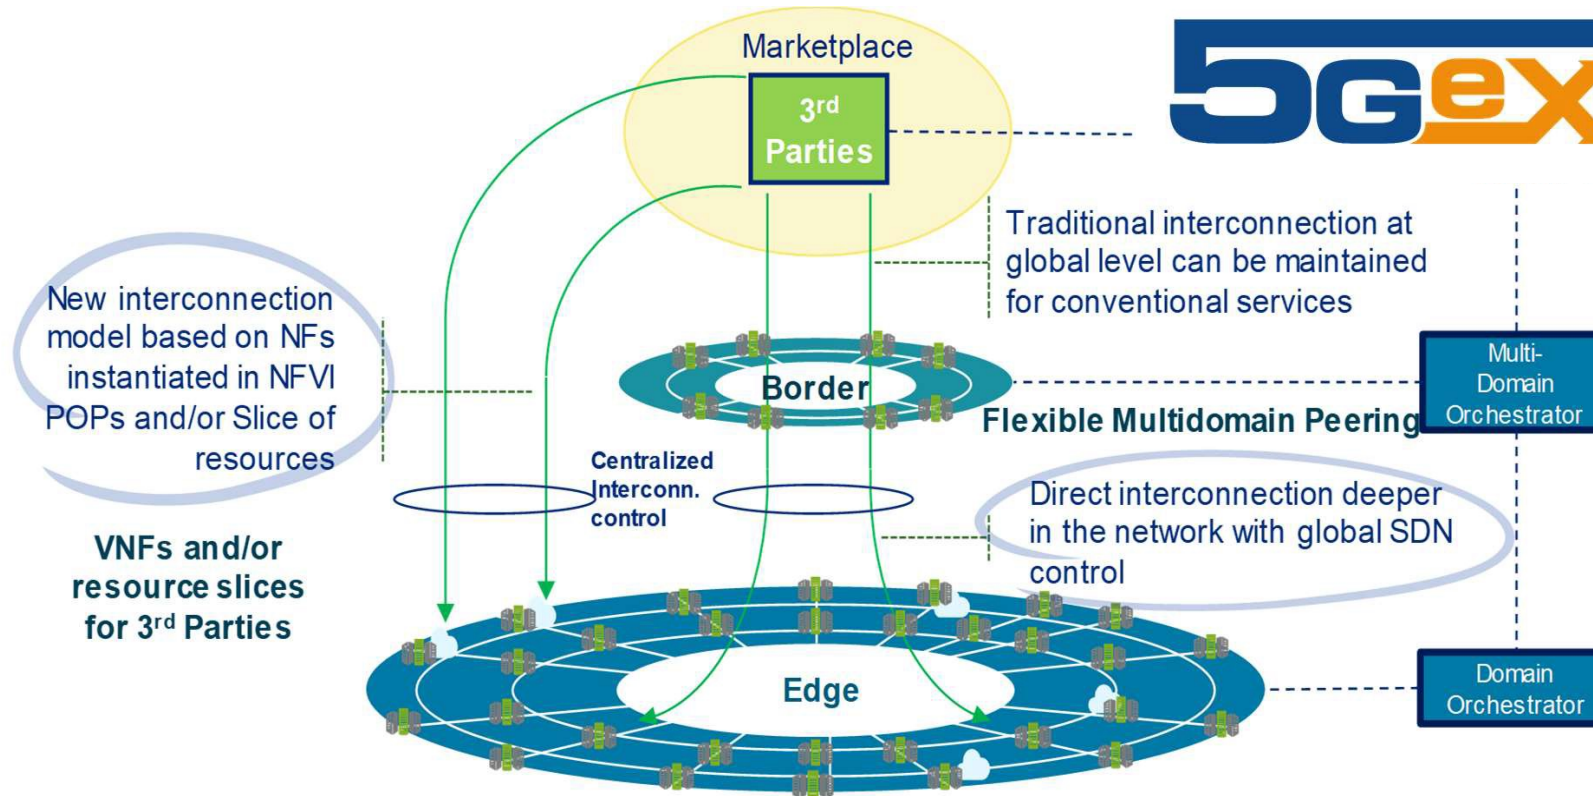 Marketplace
3rd
Parties
5Gex
Traditional interconnection at
global level can be maintained
for conventional services
New interconnection
model based on NFs
instantiated in NFVI
POPs and/or Slice of
resources
Border
Multi-
Domain
Orchestrator
Flexible Multidomain Peering
Centralized
Interconn.
control
Direct interconnection deeper
in the network with global SDN
control
VNFs and/or
resource slices
for 3rd Parties
Edge
Domain
Orchestrator